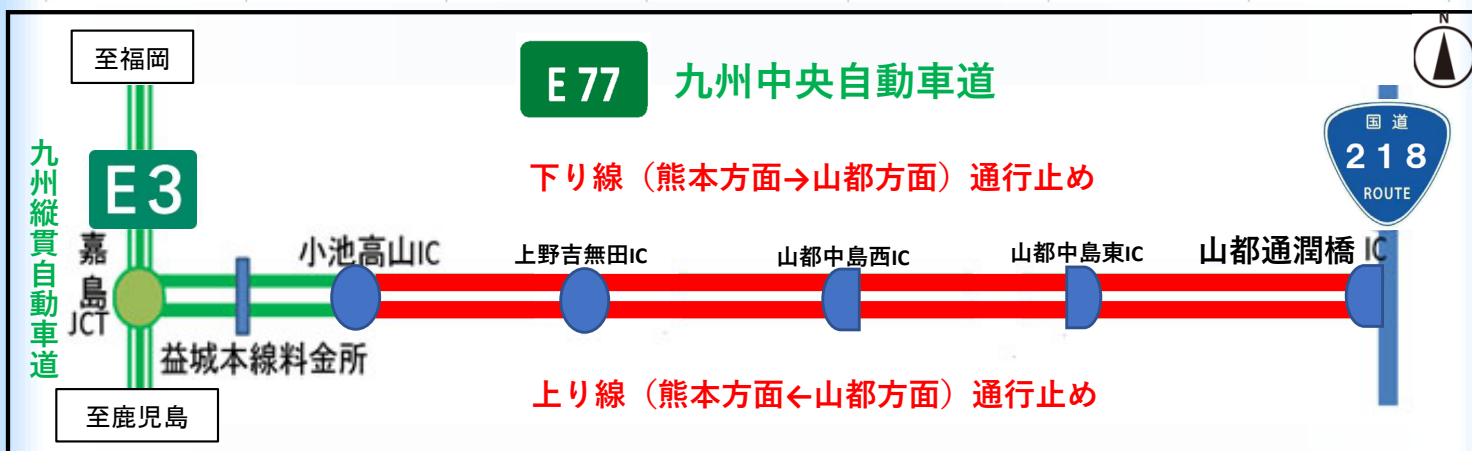 至福岡
E 77 九州中央自動車道
N
国道
218
ROUTE
九州縦貫自動車道
E3
下り線（熊本方面→山都方面）通行止め
嘉島JCT
小池高山IC
上野吉無田IC
山都中島西IC
山都中島東IC
山都通潤橋 IC
益城本線料金所
上り線（熊本方面←山都方面）通行止め
至鹿児島